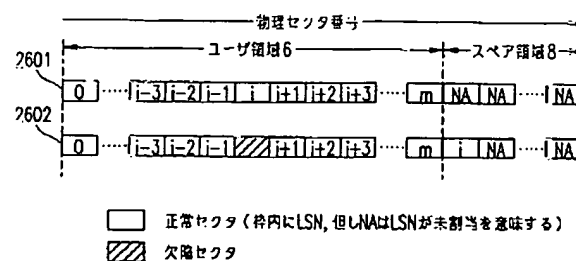 物理セクタ番号
ユーザ領域6 スペア領域8
2601
0 ····· i-3 i-2 i-1 i i+1 i+2 i+3 ····· m NA NA ····· NA
2602
0 ····· i-3 i-2 i-1 i+1 i+2 i+3 ····· m i NA ····· NA
正常セクタ(枠内にLSN,但しNAはLSNが未割当を意味する)
欠陥セクタ